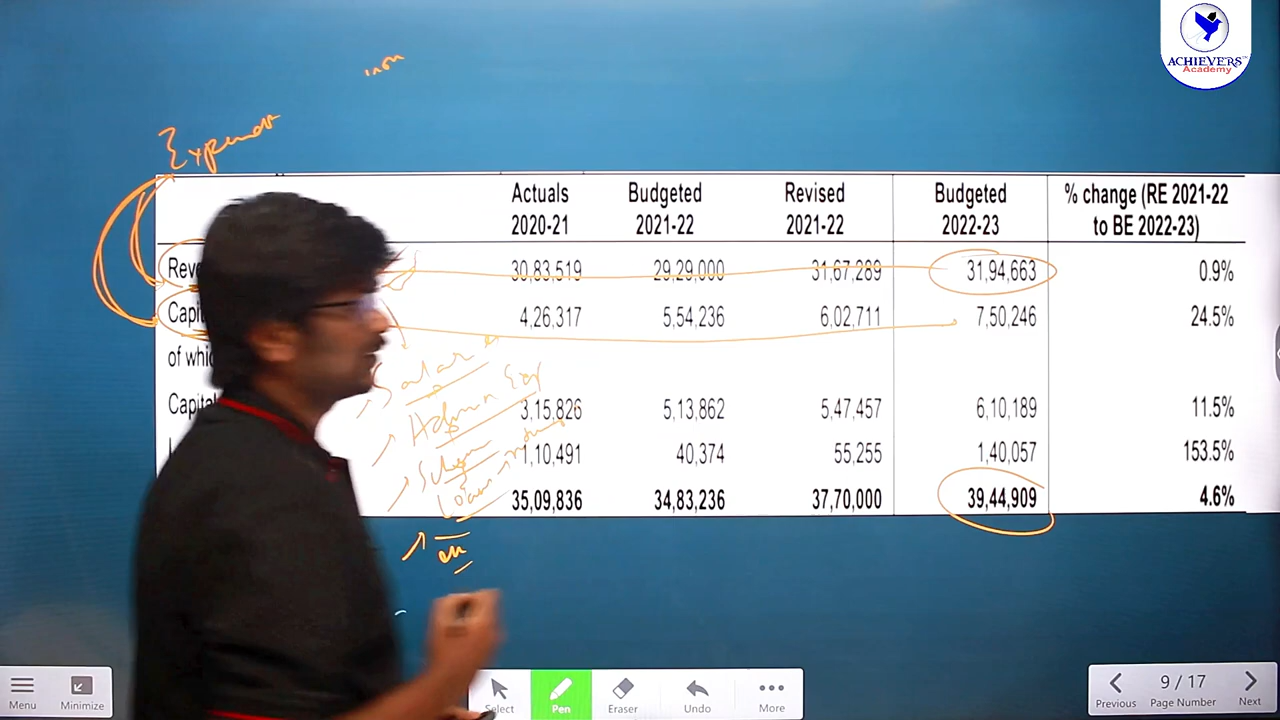 ACHIEVERS
Academy
Actuals 2020-21
Budgeted 2021-22
Revised 2021-22
Budgeted 2022-23
% change (RE 2021-22 to BE 2022-23)
30,83,519 29,29,000 31,67,289 31,94,663 0.9%
4,26,317 5,54,236 6,02,711 7,50,246 24.5%
of
3,15,826 5,13,862 5,47,457 6,10,189 11.5%
1,10,491 40,374 55,255 1,40,057 153.5%
35,09,836 34,83,236 37,70,000 39,44,909 4.6%
Menu
Minimize
Select
Pen
Eraser
Undo
More
Previous
9 / 17
Page Number
Next